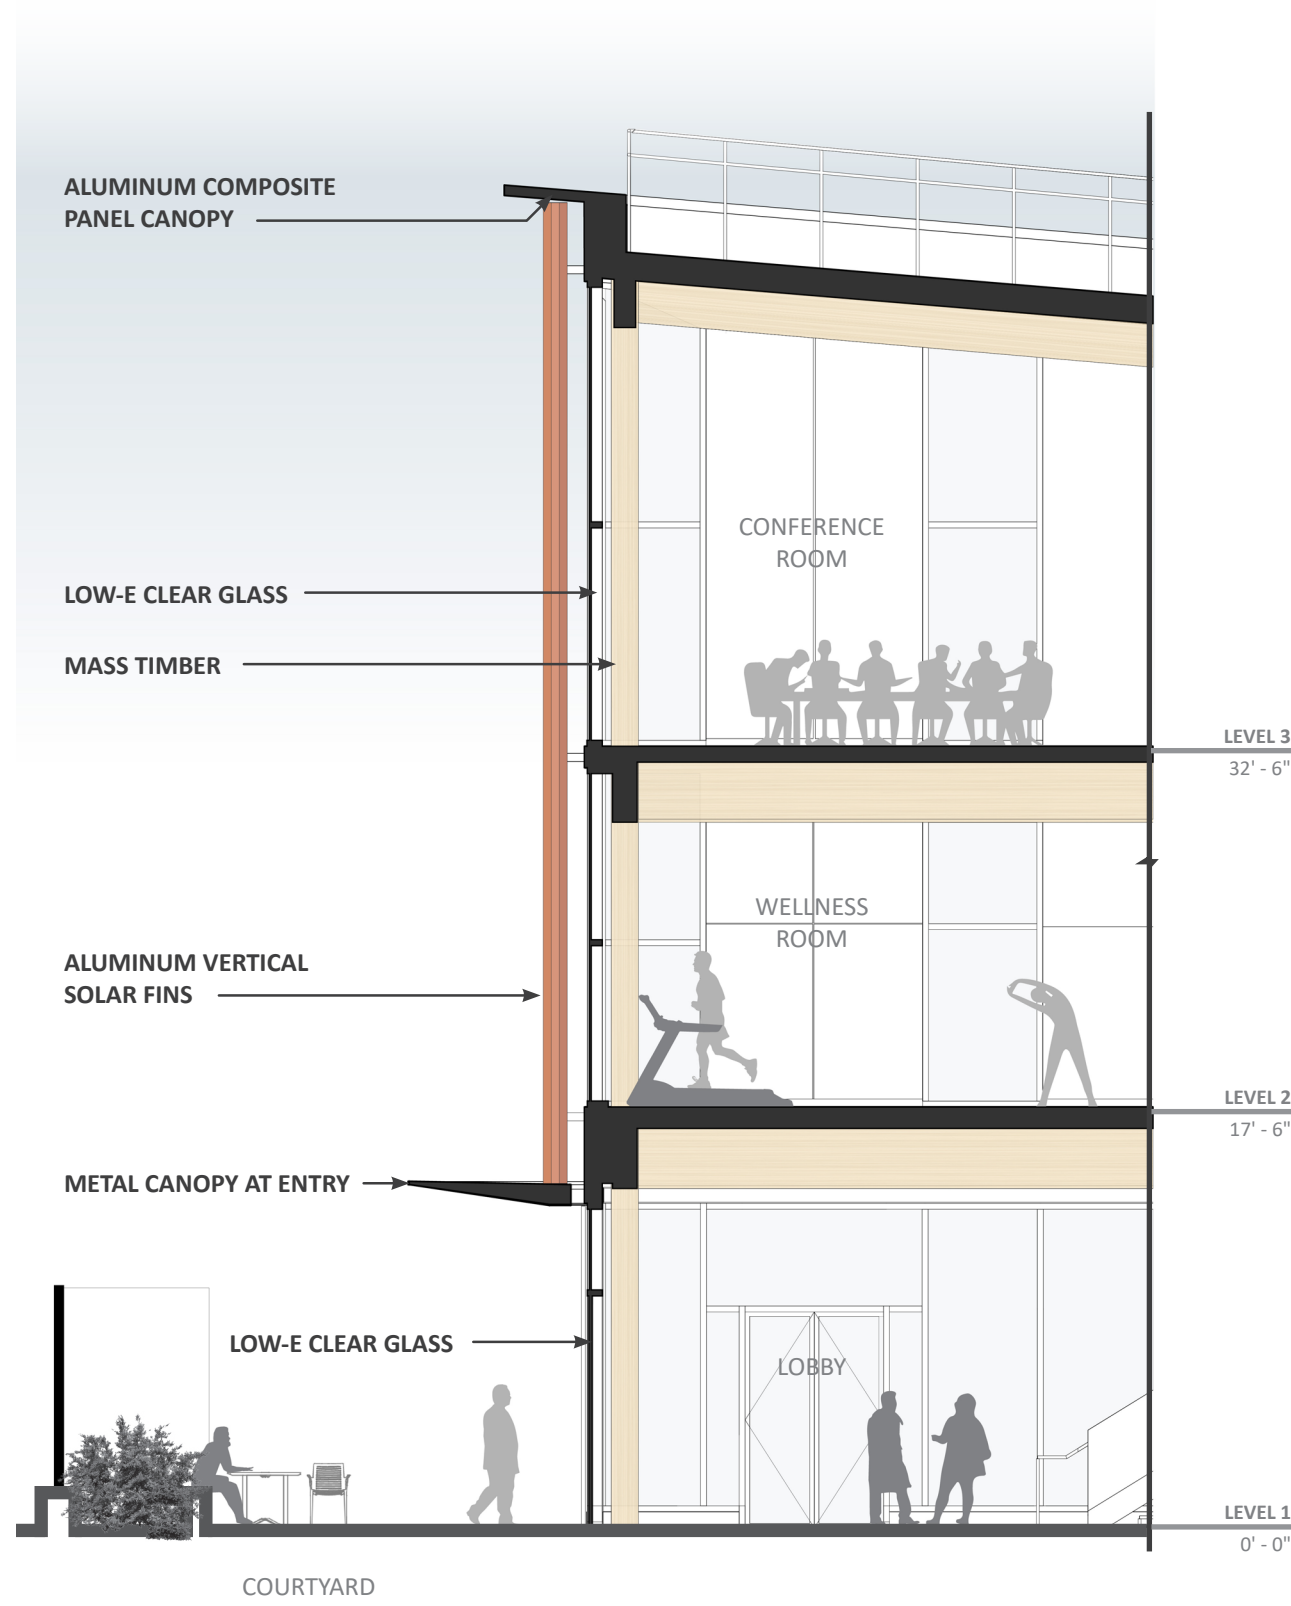 ALUMINUM COMPOSITE
PANEL CANOPY
CONFERENCE
ROOM
LOW-E CLEAR GLASS
MASS TIMBER
LEVEL 3
32' - 6"
WELLNESS
ROOM
ALUMINUM VERTICAL
SOLAR FINS
LEVEL 2
17' - 6"
METAL CANOPY AT ENTRY
LOW-E CLEAR GLASS
LOBBY
LEVEL 1
0' - 0"
COURTYARD